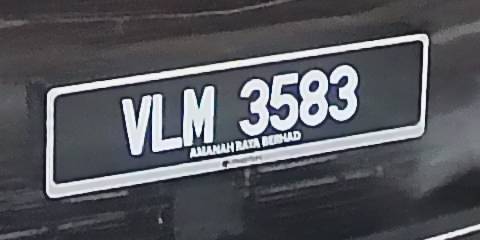 VLM 3583
AMANAH RAYA BERHAD